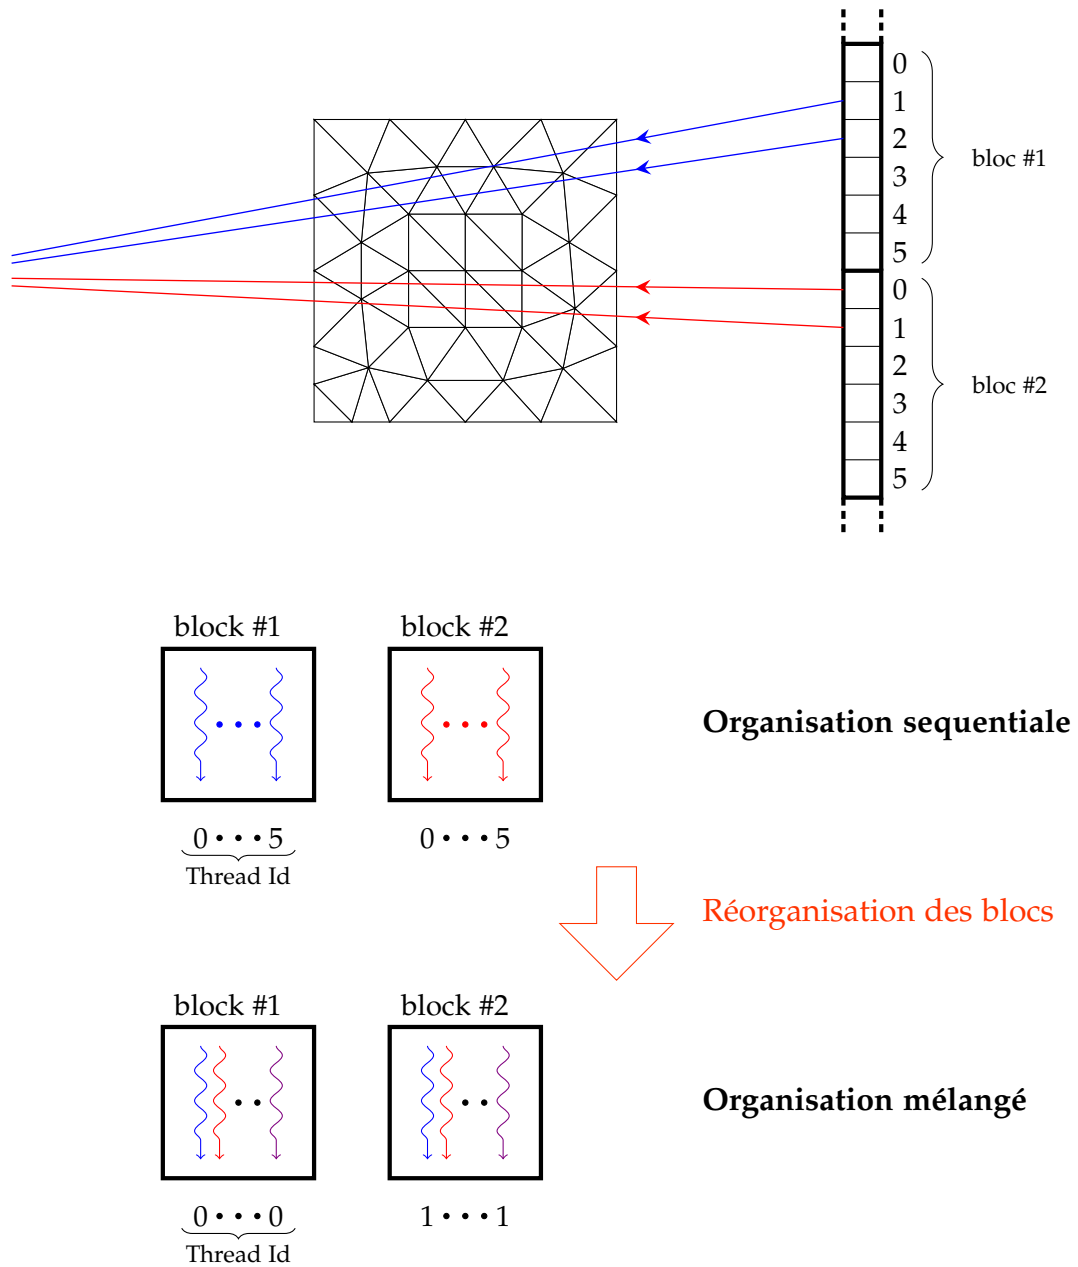 0
1
2
3
4
5
bloc #1
0
1
2
3
4
5
bloc #2
block #1 block #2
Organisation sequentiale
0 • • • 5 0 • • • 5
Thread Id
Réorganisation des blocs
block #1 block #2
Organisation mélangé
0 • • • 0 1 • • • 1
Thread Id